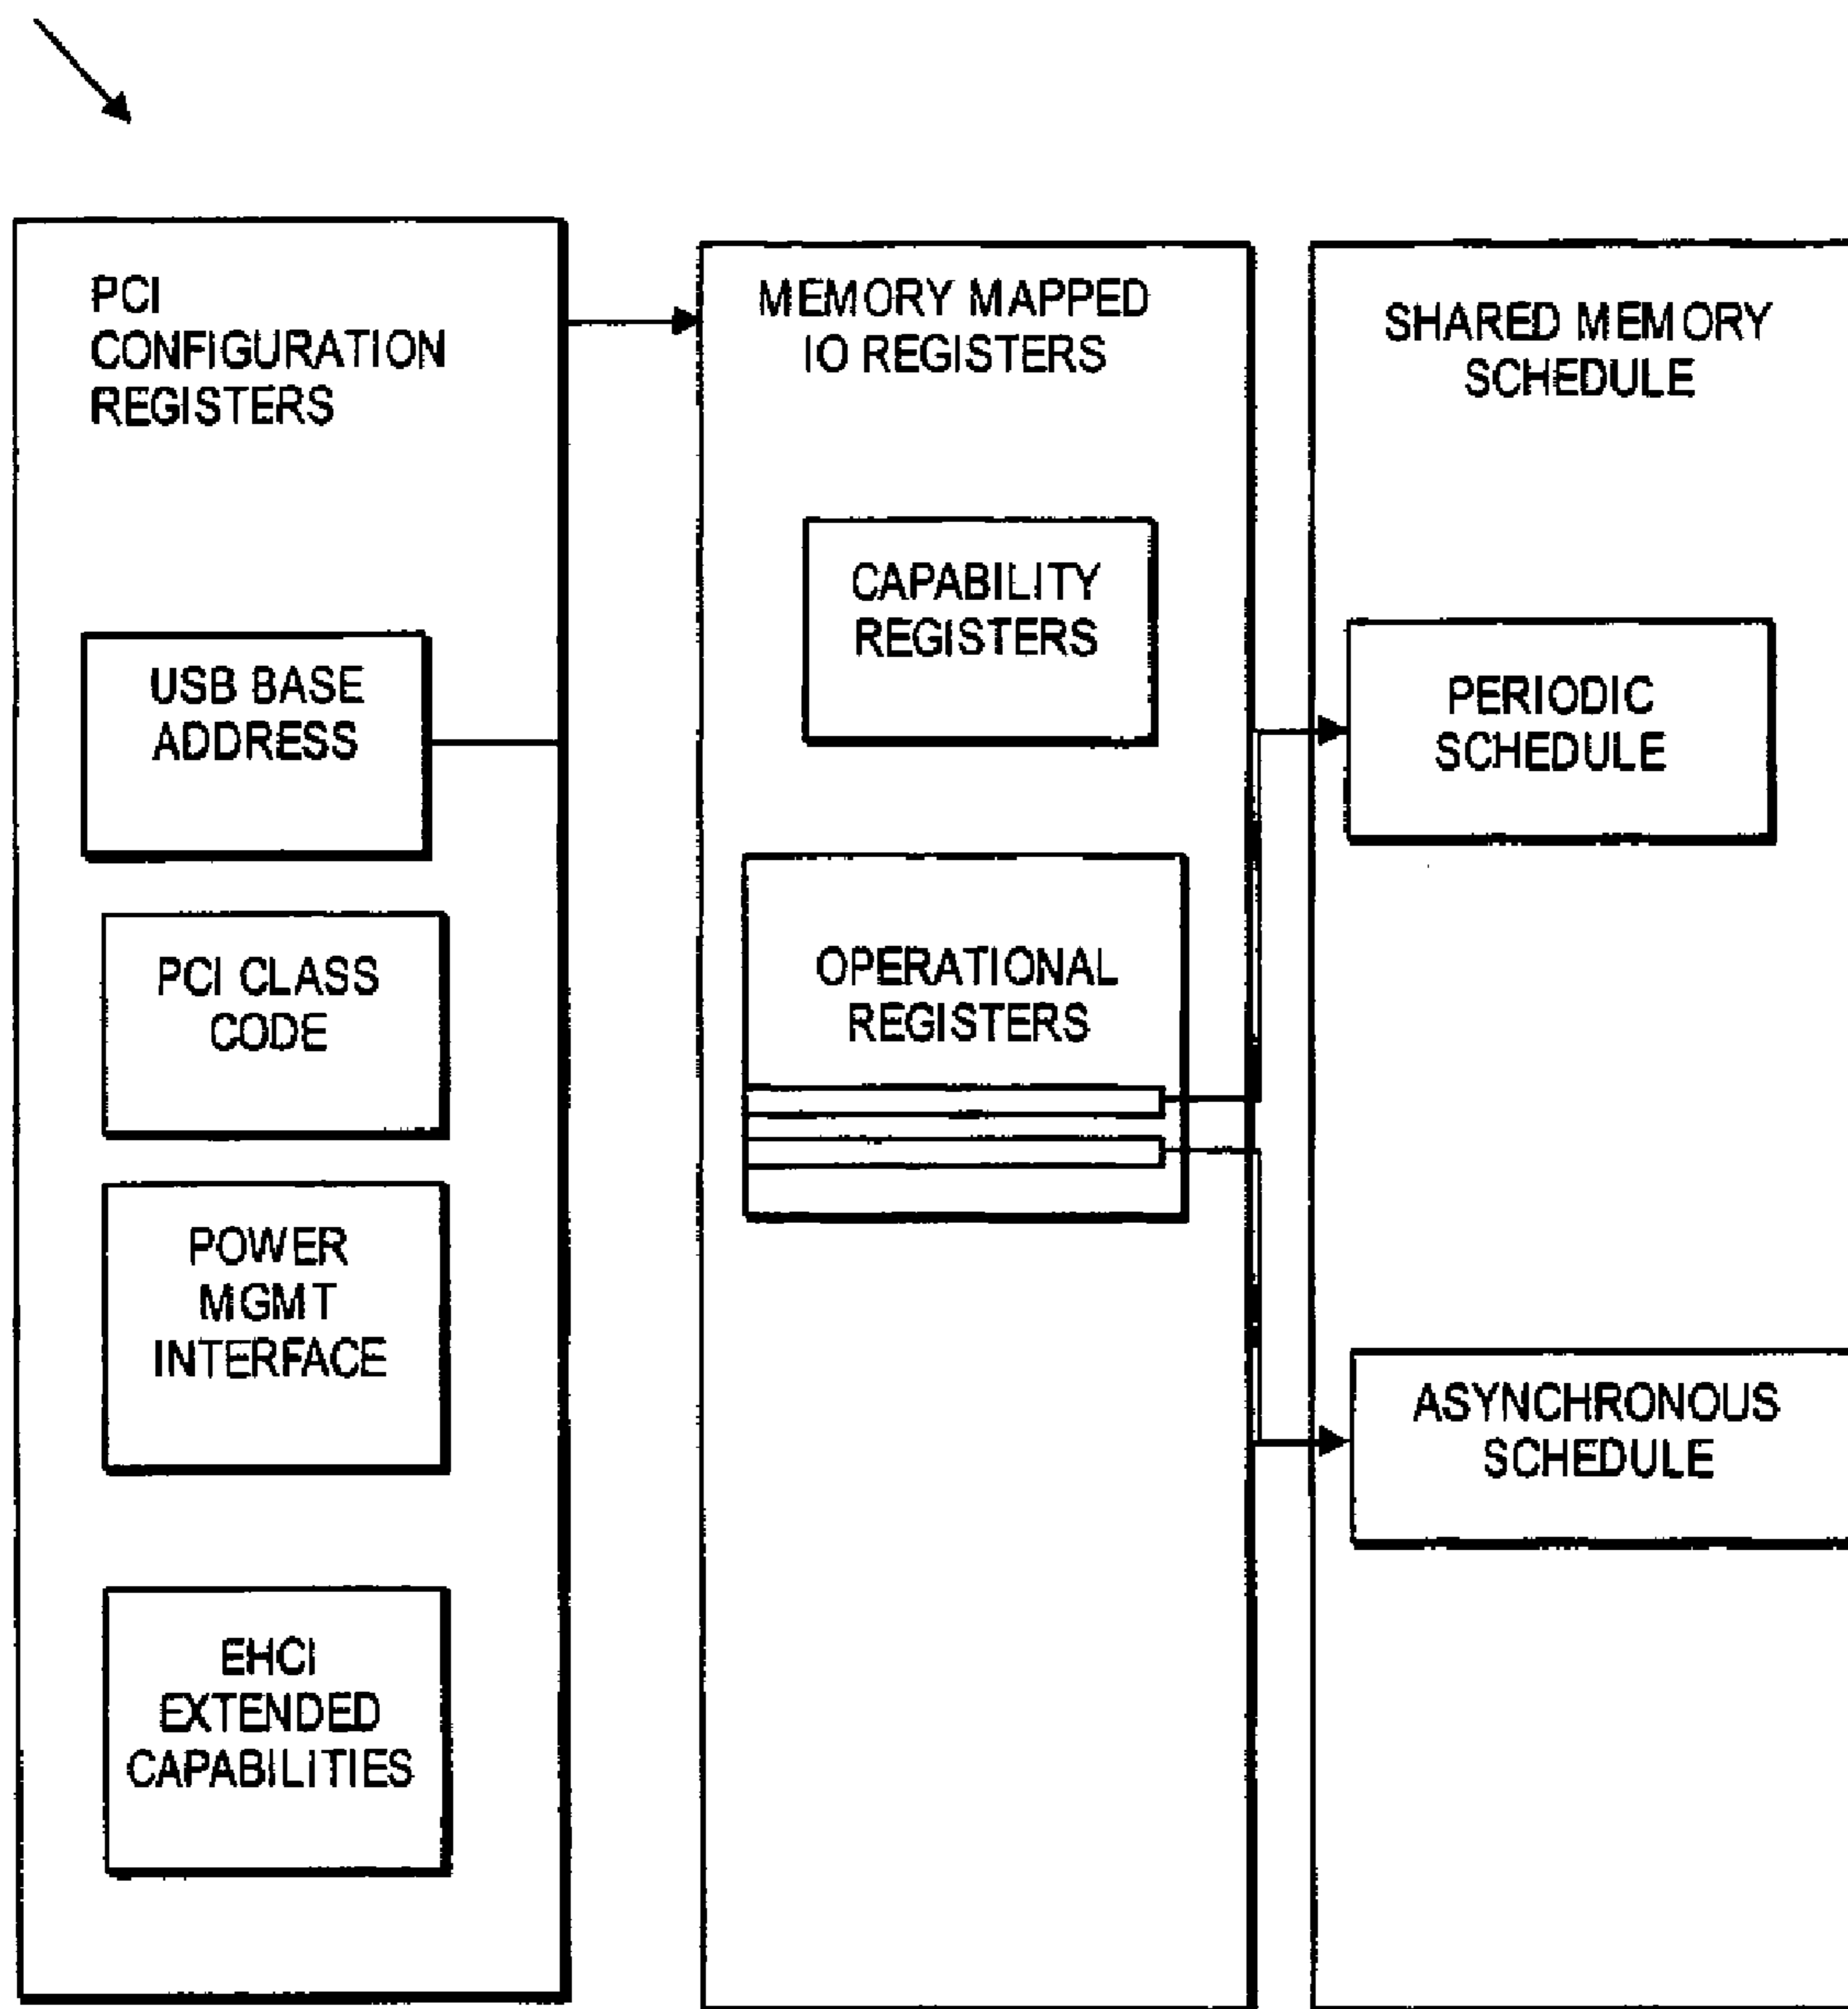 PCI
CONFIGURATION
REGISTERS
USB BASE
ADDRESS
PCI CLASS
CODE
POWER
MGMT
INTERFACE
EHCI
EXTENDED
CAPABILITIES
MEMORY MAPPED
IO REGISTERS
CAPABILITY
REGISTERS
OPERATIONAL
REGISTERS
SHARED MEMORY
SCHEDULE
PERIODIC
SCHEDULE
ASYNCHRONOUS
SCHEDULE